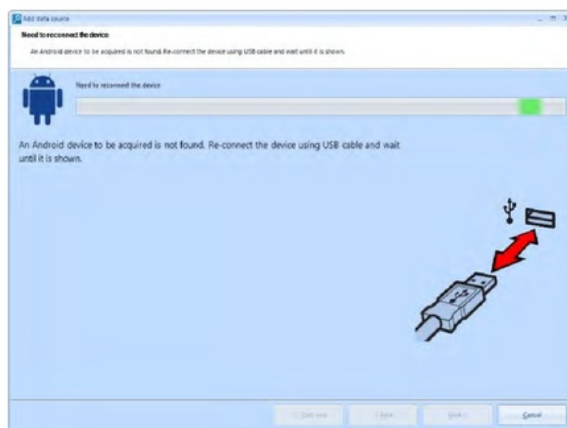 Add data source
Need to reconnect the device
An Android device to be acquired is not found. Re-connect the device using USB cable and wait until it is shown.
Need to reconnect the device
An Android device to be acquired is not found. Re-connect the device using USB cable and wait
until it is shown.
Cancel